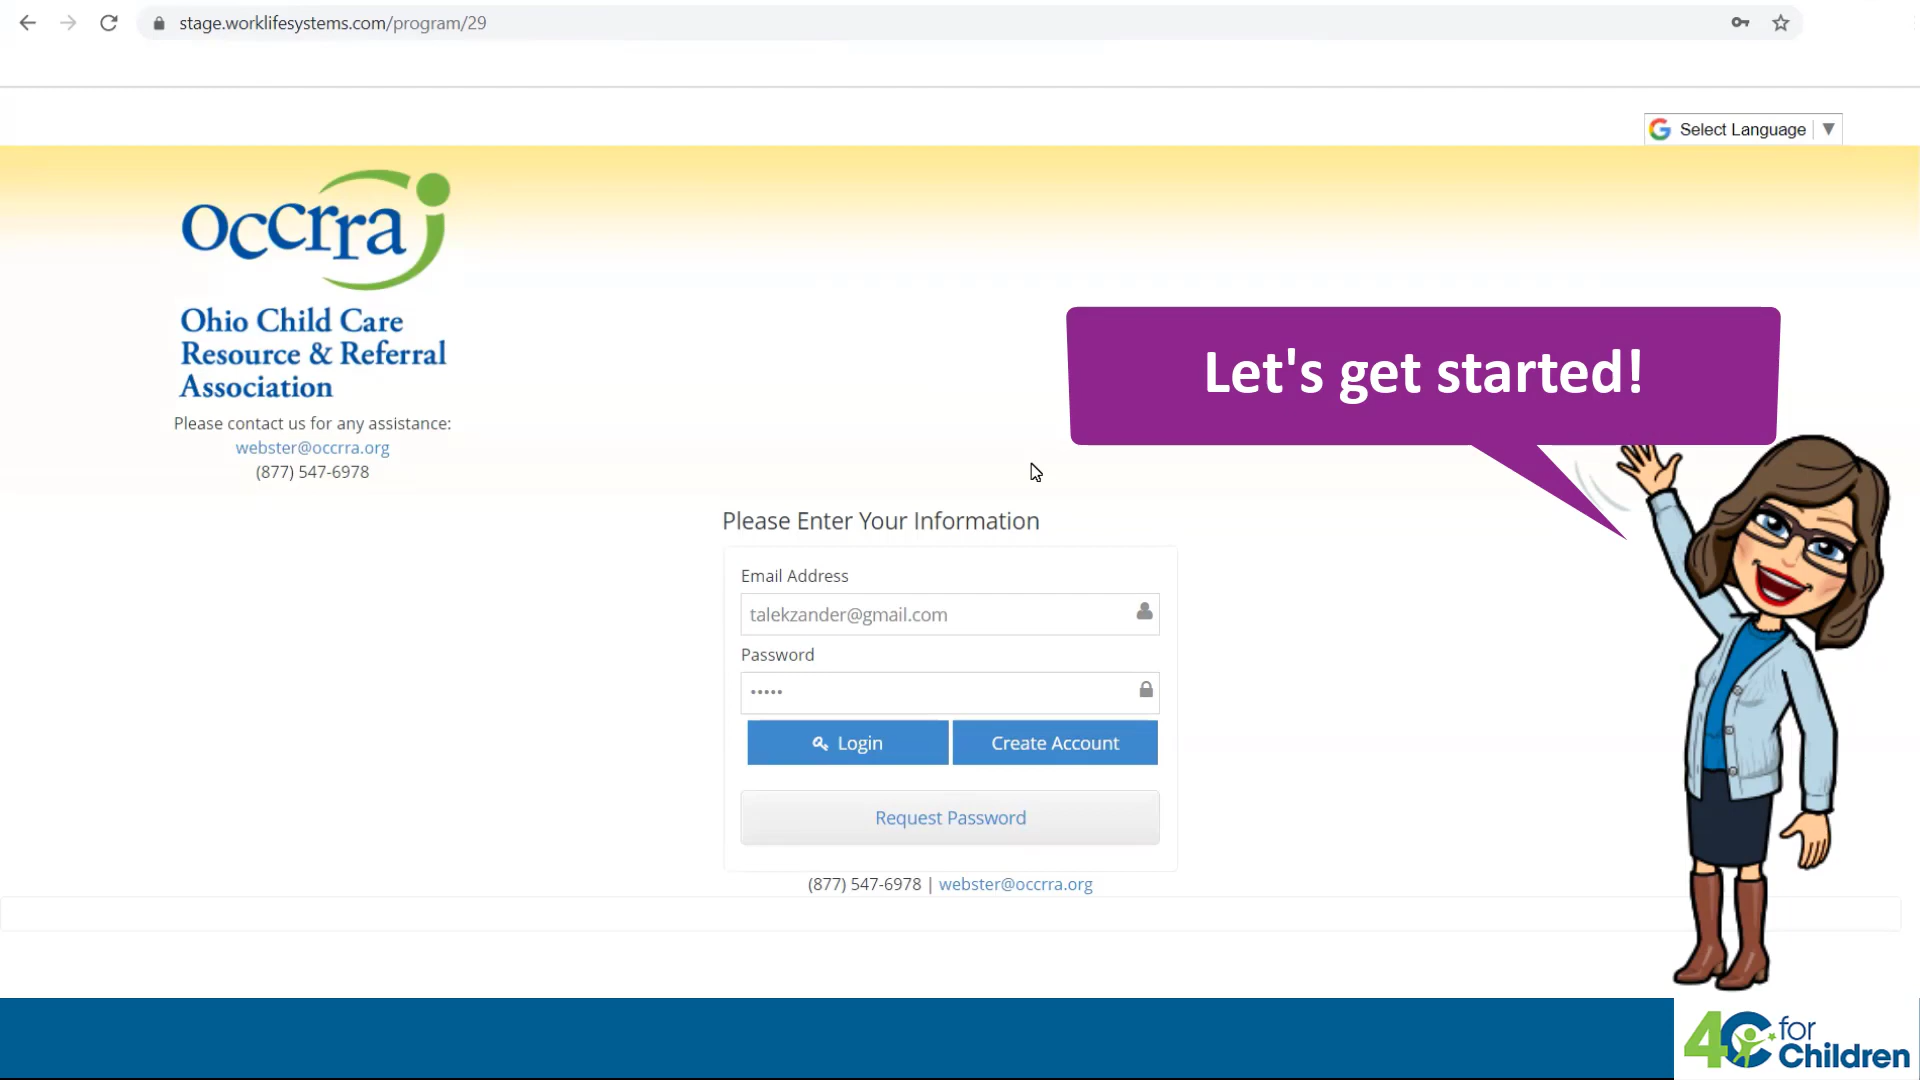 stage.worklifesystems.com/program/29
Select Language ▼
occrra
Ohio Child Care
Resource & Referral
Association
Please contact us for any assistance:
webster@occrra.org
(877) 547-6978
Let's get started!
Please Enter Your Information
Email Address
talekzander@gmail.com
Password
•••••
Login
Create Account
Request Password
(877) 547-6978 | webster@occrra.org
4C for
Children